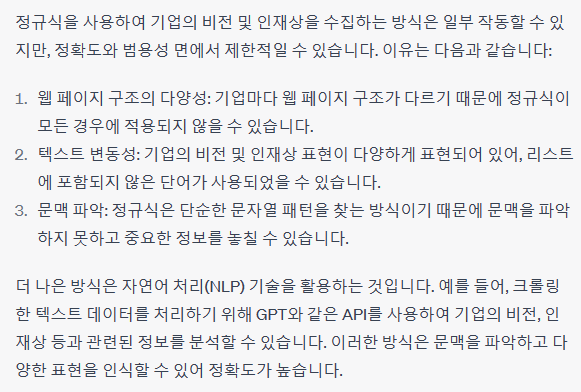 정규식을 사용하여 기업의 비전 및 인재상을 수집하는 방식은 일부 작동할 수 있
지만, 정확도와 범용성 면에서 제한적일 수 있습니다. 이유는 다음과 같습니다:
1. 웹 페이지 구조의 다양성: 기업마다 웹 페이지 구조가 다르기 때문에 정규식이
모든 경우에 적용되지 않을 수 있습니다.
2. 텍스트 변동성: 기업의 비전 및 인재상 표현이 다양하게 표현되어 있어, 리스트
에 포함되지 않은 단어가 사용되었을 수 있습니다.
3. 문맥 파악: 정규식은 단순한 문자열 패턴을 찾는 방식이기 때문에 문맥을 파악
하지 못하고 중요한 정보를 놓칠 수 있습니다.
더 나은 방식은 자연어 처리(NLP) 기술을 활용하는 것입니다. 예를 들어, 크롤링
한 텍스트 데이터를 처리하기 위해 GPT와 같은 API를 사용하여 기업의 비전, 인
재상 등과 관련된 정보를 분석할 수 있습니다. 이러한 방식은 문맥을 파악하고 다
양한 표현을 인식할 수 있어 정확도가 높습니다.